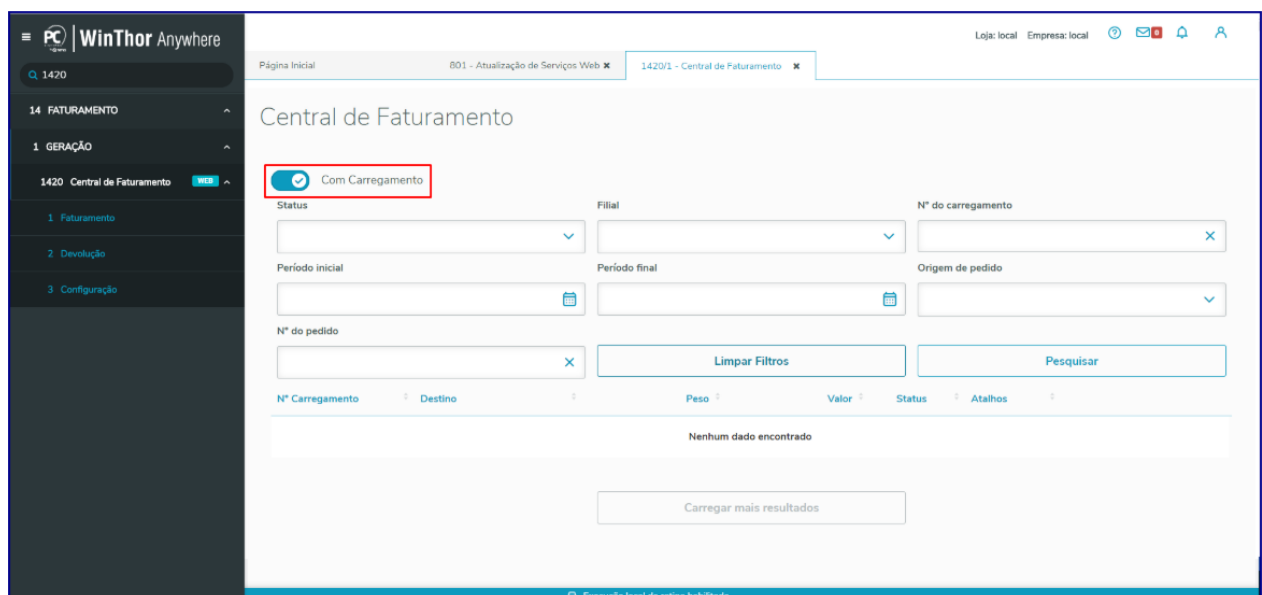 PC WinThor Anywhere
Loja: local Empresa: local
1420
Página Inicial 801 - Atualização de Serviços Web 1420/1 - Central de Faturamento
14 FATURAMENTO
1 GERAÇÃO
1420 Central de Faturamento WEB
1 Faturamento
2 Devolução
3 Configuração
Central de Faturamento
Com Carregamento
Status Filial N° do carregamento
Período inicial Período final Origem de pedido
N° do pedido
Limpar Filtros Pesquisar
N° Carregamento Destino Peso Valor Status Atalhos
Nenhum dado encontrado
Carregar mais resultados